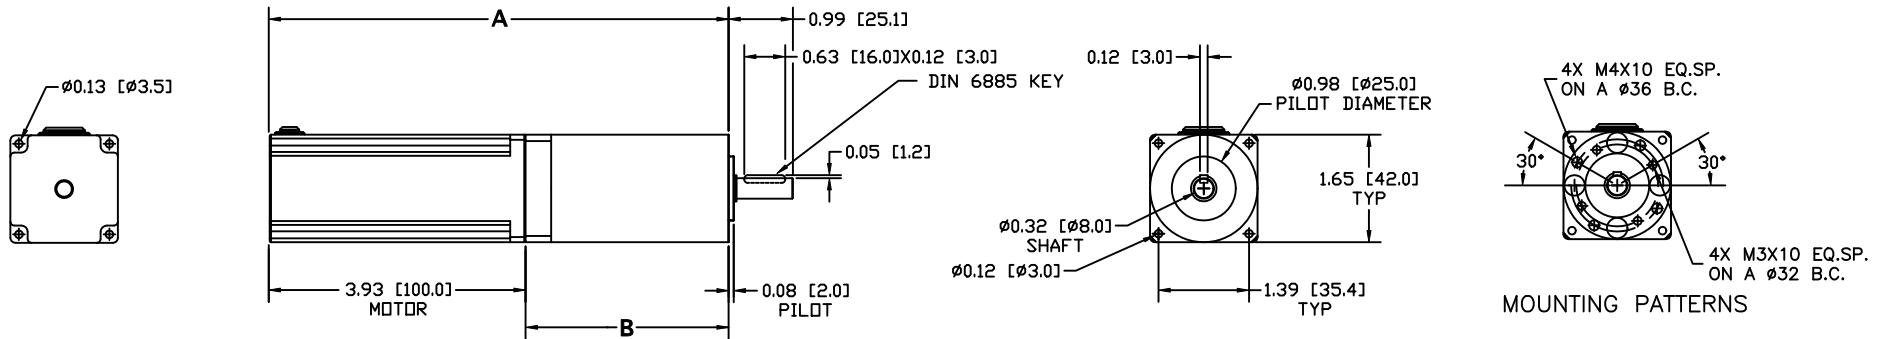 Ø0.13 [Ø3.5]
A
0.99 [25.1]
0.63 [16.0]X0.12 [3.0]
DIN 6885 KEY
0.05 [1.2]
3.93 [100.0]
MOTOR
0.08 [2.0]
PILOT
B
0.12 [3.0]
Ø0.98 [Ø25.0]
PILOT DIAMETER
1.65 [42.0]
TYP
Ø0.32 [Ø8.0]
SHAFT
Ø0.12 [Ø3.0]
1.39 [35.4]
TYP
4X M4X10 EQ.SP.
ON A Ø36 B.C.
30°
30°
4X M3X10 EQ.SP.
ON A Ø32 B.C.
MOUNTING PATTERNS